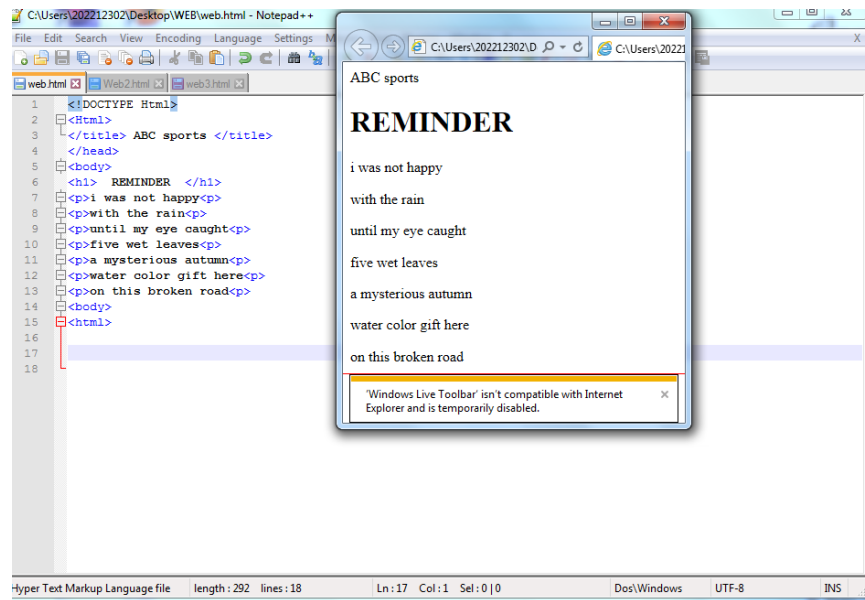 C:\Users\202212302\Desktop\WEB\web.html - Notepad++
File Edit Search View Encoding Language Settings M
X
web.html Web2.html web3.html
1 <!DOCTYPE Html>
2 <Html>
3 </title> ABC sports </title>
4 </head>
5 <body>
6 <h1> REMINDER </h1>
7 <p>i was not happy<p>
8 <p>with the rain<p>
9 <p>until my eye caught<p>
10 <p>five wet leaves<p>
11 <p>a mysterious autumn<p>
12 <p>water color gift here<p>
13 <p>on this broken road<p>
14 <body>
15 <html>
16
17
18
C:\Users\202212302\D
C:\Users\20221
ABC sports
REMINDER
i was not happy
with the rain
until my eye caught
five wet leaves
a mysterious autumn
water color gift here
on this broken road
'Windows Live Toolbar' isn't compatible with Internet
Explorer and is temporarily disabled.
Hyper Text Markup Language file length : 292 lines : 18 Ln : 17 Col : 1 Sel : 0 | 0 Dos\Windows UTF-8 INS